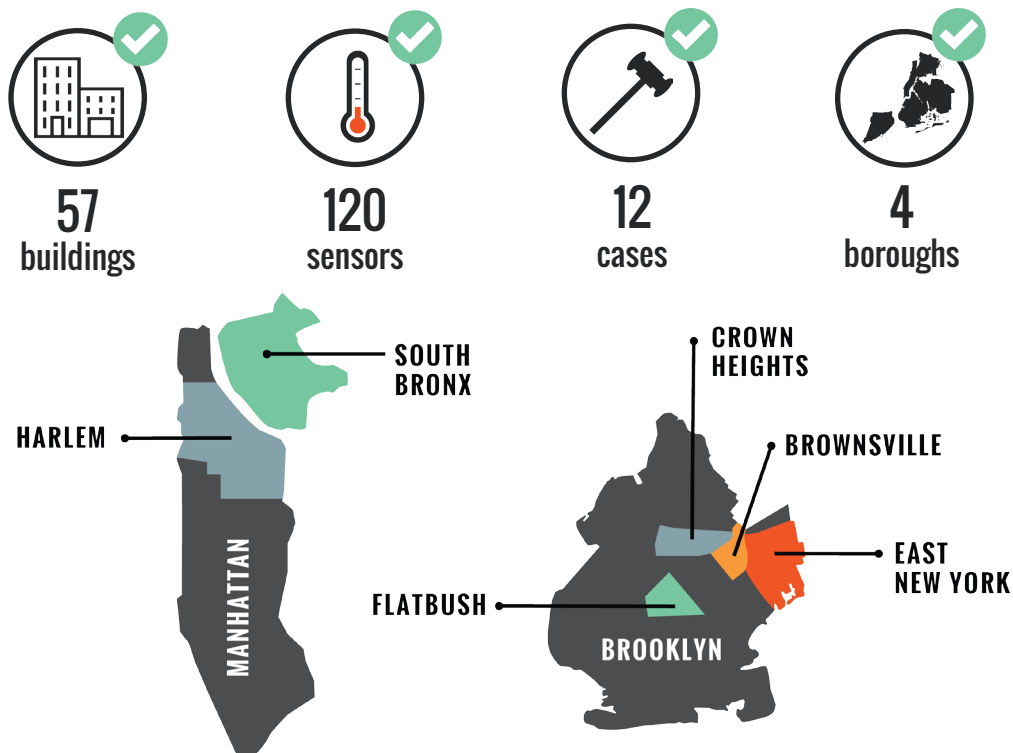 57
buildings
120
sensors
12
cases
4
boroughs
SOUTH
BRONX
HARLEM
MANHATTAN
CROWN
HEIGHTS
BROWNSVILLE
EAST
NEW YORK
FLATBUSH
BROOKLYN